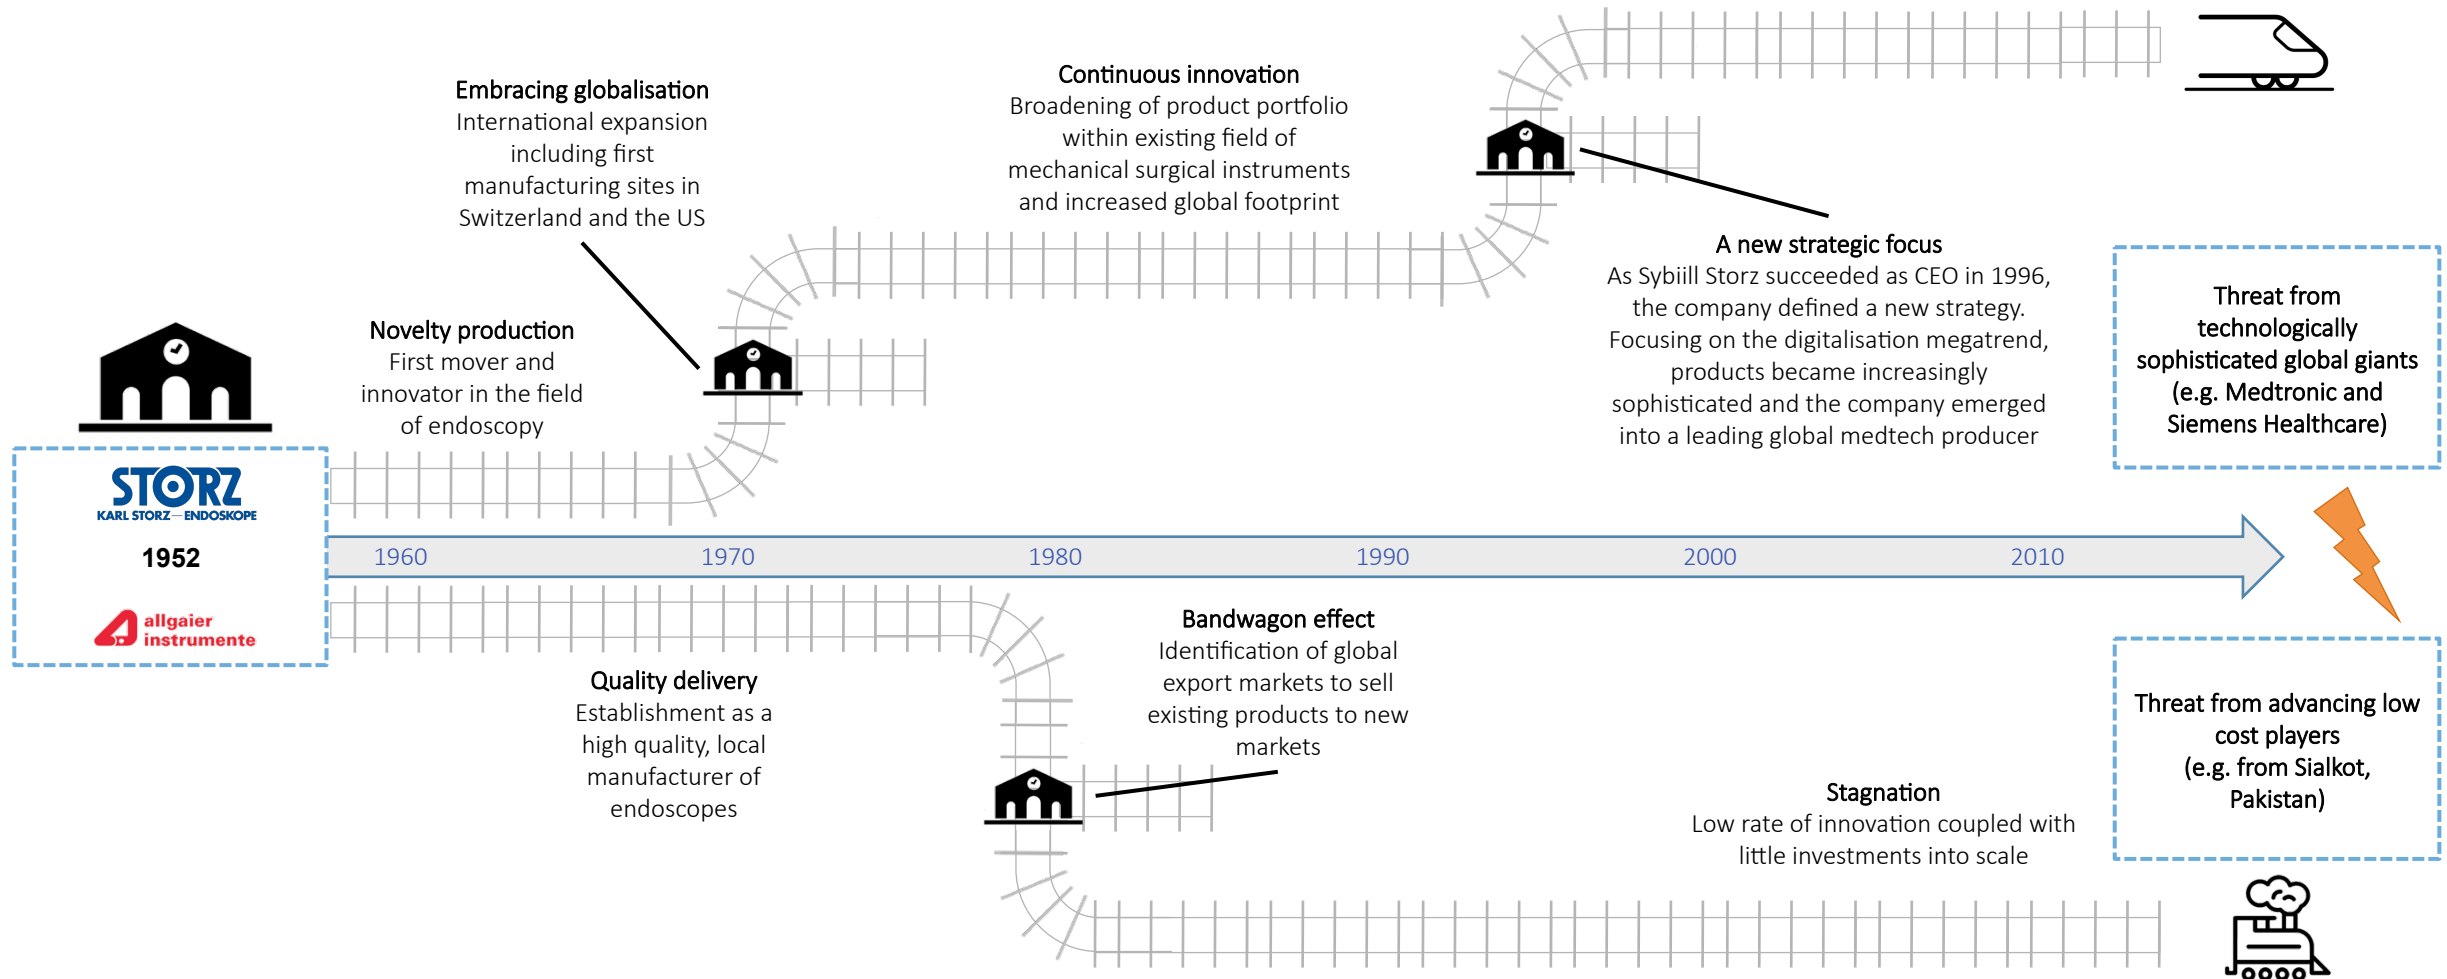 Embracing globalisation
International expansion
including first
manufacturing sites in
Switzerland and the US
Continuous innovation
Broadening of product portfolio
within existing field of
mechanical surgical instruments
and increased global footprint
Novelty production
First mover and
innovator in the field
of endoscopy
A new strategic focus
As Sybiill Storz succeeded as CEO in 1996,
the company defined a new strategy.
Focusing on the digitalisation megatrend,
products became increasingly
sophisticated and the company emerged
into a leading global medtech producer
Threat from
technologically
sophisticated global giants
(e.g. Medtronic and
Siemens Healthcare)
STORZ
KARL STORZ—ENDOSKOPE
1952
allgaier
instrumente
1960
1970
1980
1990
2000
2010
Quality delivery
Establishment as a
high quality, local
manufacturer of
endoscopes
Bandwagon effect
Identification of global
export markets to sell
existing products to new
markets
Stagnation
Low rate of innovation coupled with
little investments into scale
Threat from advancing low
cost players
(e.g. from Sialkot,
Pakistan)